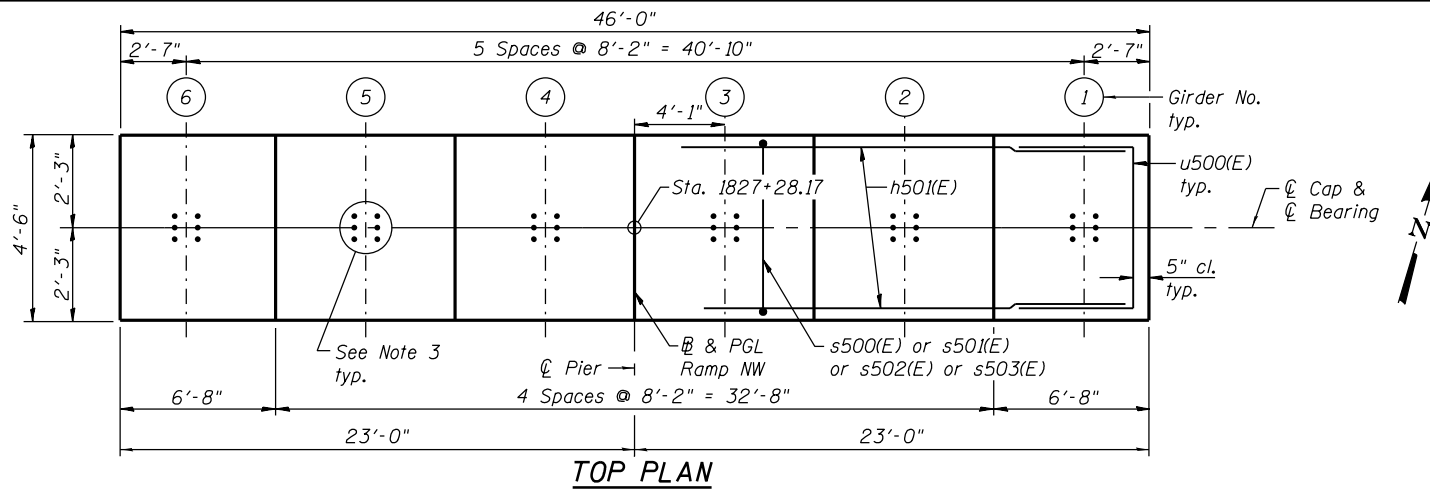 46'-0"
2'-7"
5 Spaces @ 8'-2" = 40'-10"
2'-7"
6
5
4
3
2
1
Girder No.
typ.
4'-1"
4'-6"
2'-3"
2'-3"
Sta. 1827+28.17
h501(E)
u500(E)
typ.
℄ Cap &
℄ Bearing
N
5" cl.
typ.
See Note 3
typ.
℄ Pier
B & PGL
Ramp NW
s500(E) or s501(E)
or s502(E) or s503(E)
6'-8"
4 Spaces @ 8'-2" = 32'-8"
6'-8"
23'-0"
23'-0"
TOP PLAN